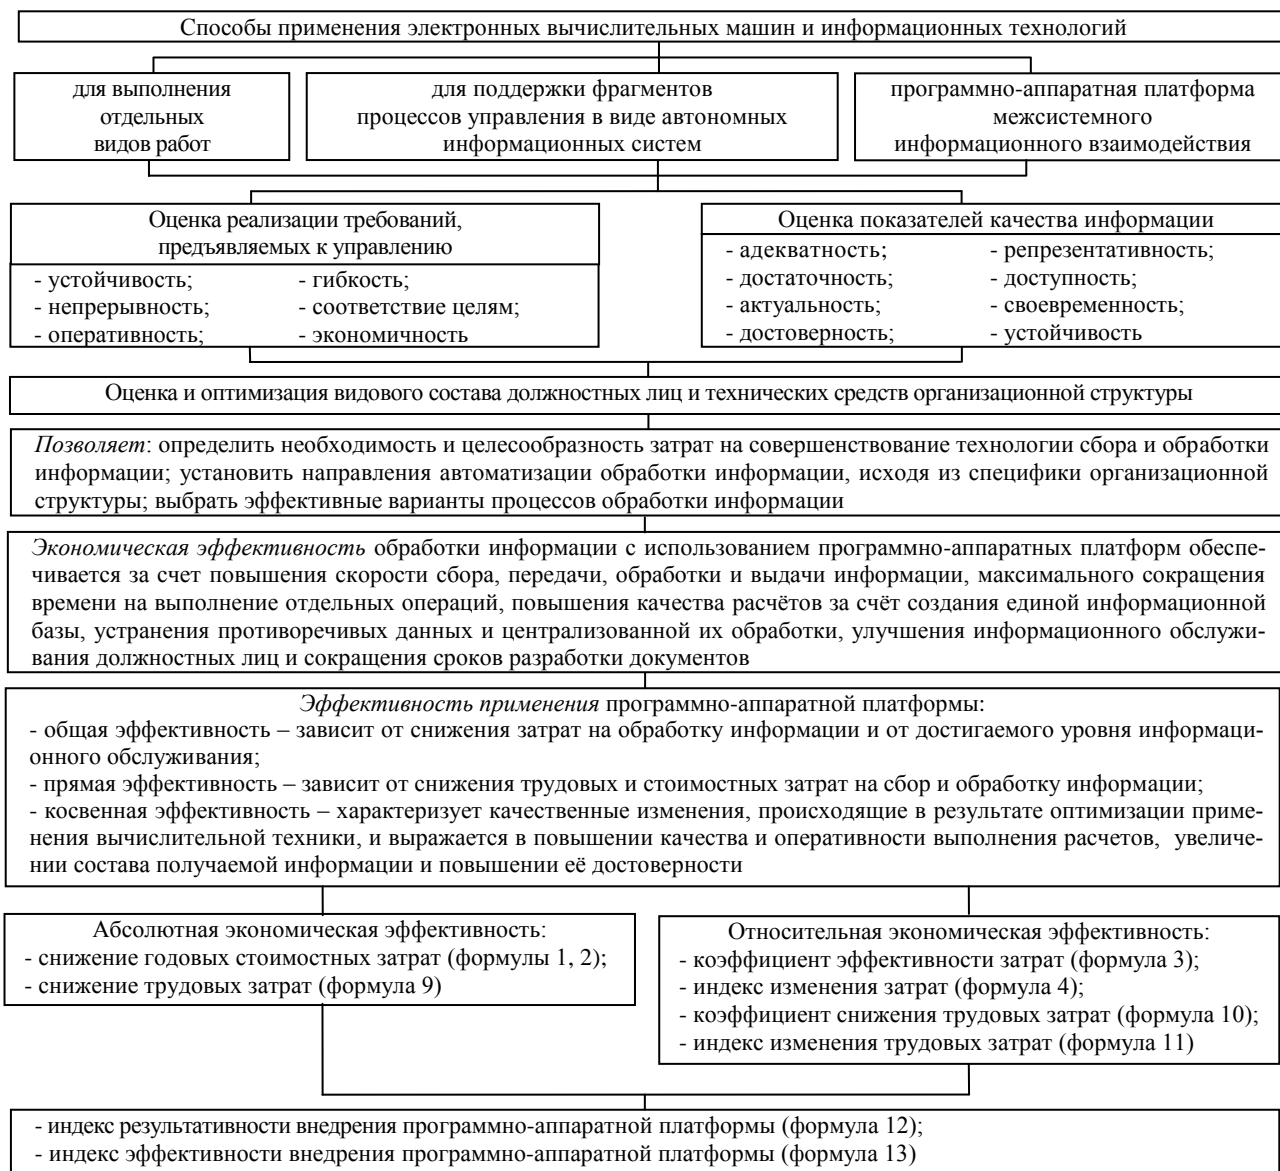 Способы применения электронных вычислительных машин и информационных технологий
для выполнения
отдельных
видов работ
для поддержки фрагментов
процессов управления в виде автономных
информационных систем
программно-аппаратная платформа
межсистемного
информационного взаимодействия
Оценка реализации требований,
предъявляемых к управлению
- устойчивость;
- непрерывность;
- оперативность;
- гибкость;
- соответствие целям;
- экономичность
Оценка показателей качества информации
- адекватность;
- достаточность;
- актуальность;
- достоверность;
- репрезентативность;
- доступность;
- своевременность;
- устойчивость
Оценка и оптимизация видового состава должностных лиц и технических средств организационной структуры
Позволяет: определить необходимость и целесообразность затрат на совершенствование технологии сбора и обработки
информации; установить направления автоматизации обработки информации, исходя из специфики организационной
структуры; выбрать эффективные варианты процессов обработки информации
Экономическая эффективность обработки информации с использованием программно-аппаратных платформ обеспе-
чивается за счет повышения скорости сбора, передачи, обработки и выдачи информации, максимального сокращения
времени на выполнение отдельных операций, повышения качества расчётов за счёт создания единой информационной
базы, устранения противоречивых данных и централизованной их обработки, улучшения информационного обслужи-
вания должностных лиц и сокращения сроков разработки документов
Эффективность применения программно-аппаратной платформы:
- общая эффективность – зависит от снижения затрат на обработку информации и от достигаемого уровня информаци-
онного обслуживания;
- прямая эффективность – зависит от снижения трудовых и стоимостных затрат на сбор и обработку информации;
- косвенная эффективность – характеризует качественные изменения, происходящие в результате оптимизации приме-
нения вычислительной техники, и выражается в повышении качества и оперативности выполнения расчетов, увеличе-
нии состава получаемой информации и повышении её достоверности
Абсолютная экономическая эффективность:
- снижение годовых стоимостных затрат (формулы 1, 2);
- снижение трудовых затрат (формула 9)
Относительная экономическая эффективность:
- коэффициент эффективности затрат (формула 3);
- индекс изменения затрат (формула 4);
- коэффициент снижения трудовых затрат (формула 10);
- индекс изменения трудовых затрат (формула 11)
- индекс результативности внедрения программно-аппаратной платформы (формула 12);
- индекс эффективности внедрения программно-аппаратной платформы (формула 13)